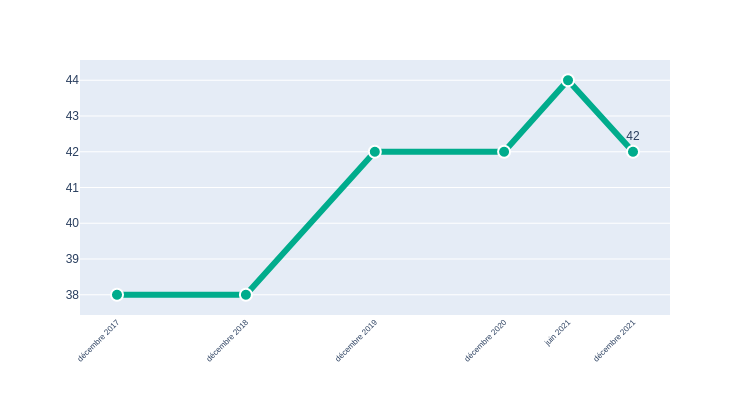 44
43
42
42
41
40
39
38
décembre 2017
décembre 2018
décembre 2019
décembre 2020
juin 2021
décembre 2021